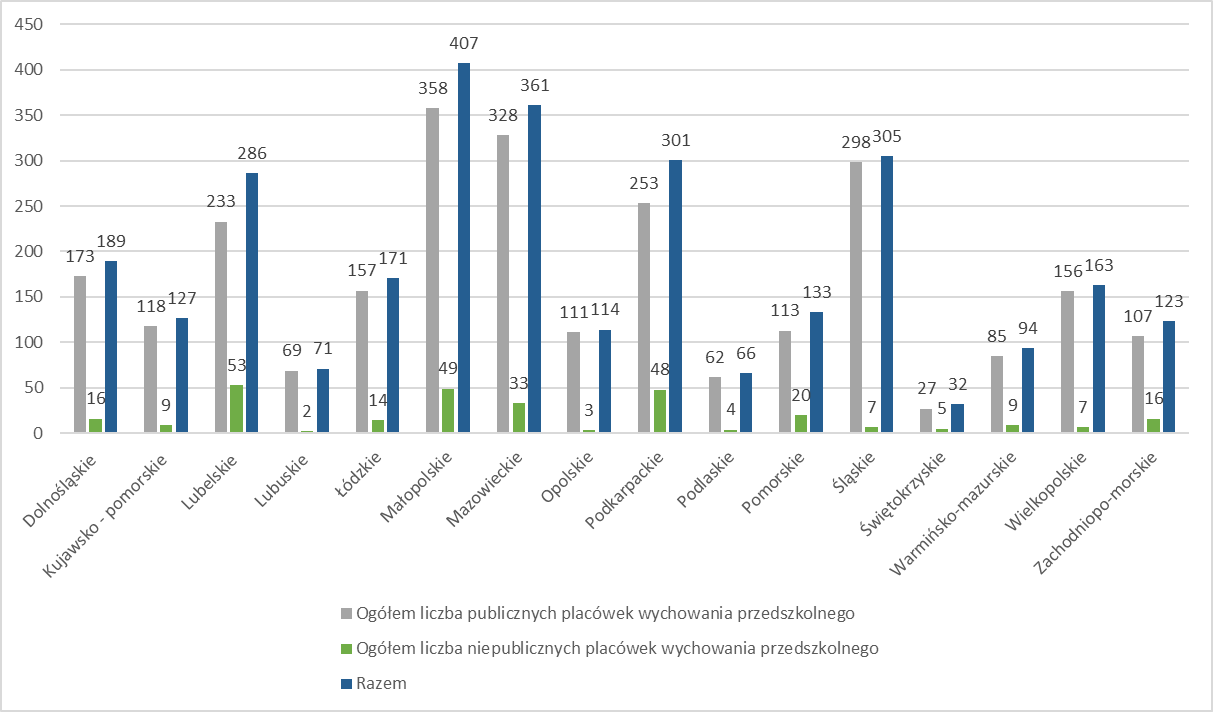 450
400
350
300
250
200
150
100
50
0
173 16 189
118 9 127
233 53 286
69 2 71
157 14 171
358 49 407
328 33 361
111 3 114
253 48 301
62 4 66
113 20 133
298 7 305
27 5 32
85 9 94
156 7 163
107 16 123
Dolnośląskie
Kujawsko - pomorskie
Lubelskie
Lubuskie
Łódzkie
Małopolskie
Mazowieckie
Opolskie
Podkarpackie
Podlaskie
Pomorskie
Śląskie
Świętokrzyskie
Warmińsko-mazurskie
Wielkopolskie
Zachodniopo-morskie
Ogółem liczba publicznych placówek wychowania przedszkolnego
Ogółem liczba niepublicznych placówek wychowania przedszkolnego
Razem